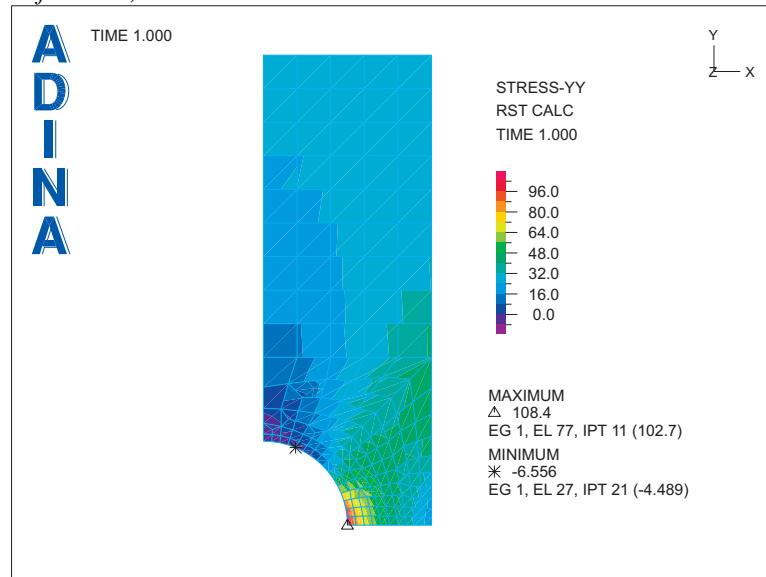 ADINA
TIME 1.000
Y
Z X
STRESS-YY
RST CALC
TIME 1.000
96.0
80.0
64.0
48.0
32.0
16.0
0.0
MAXIMUM
△ 108.4
EG 1, EL 77, IPT 11 (102.7)
MINIMUM
✳ -6.556
EG 1, EL 27, IPT 21 (-4.489)